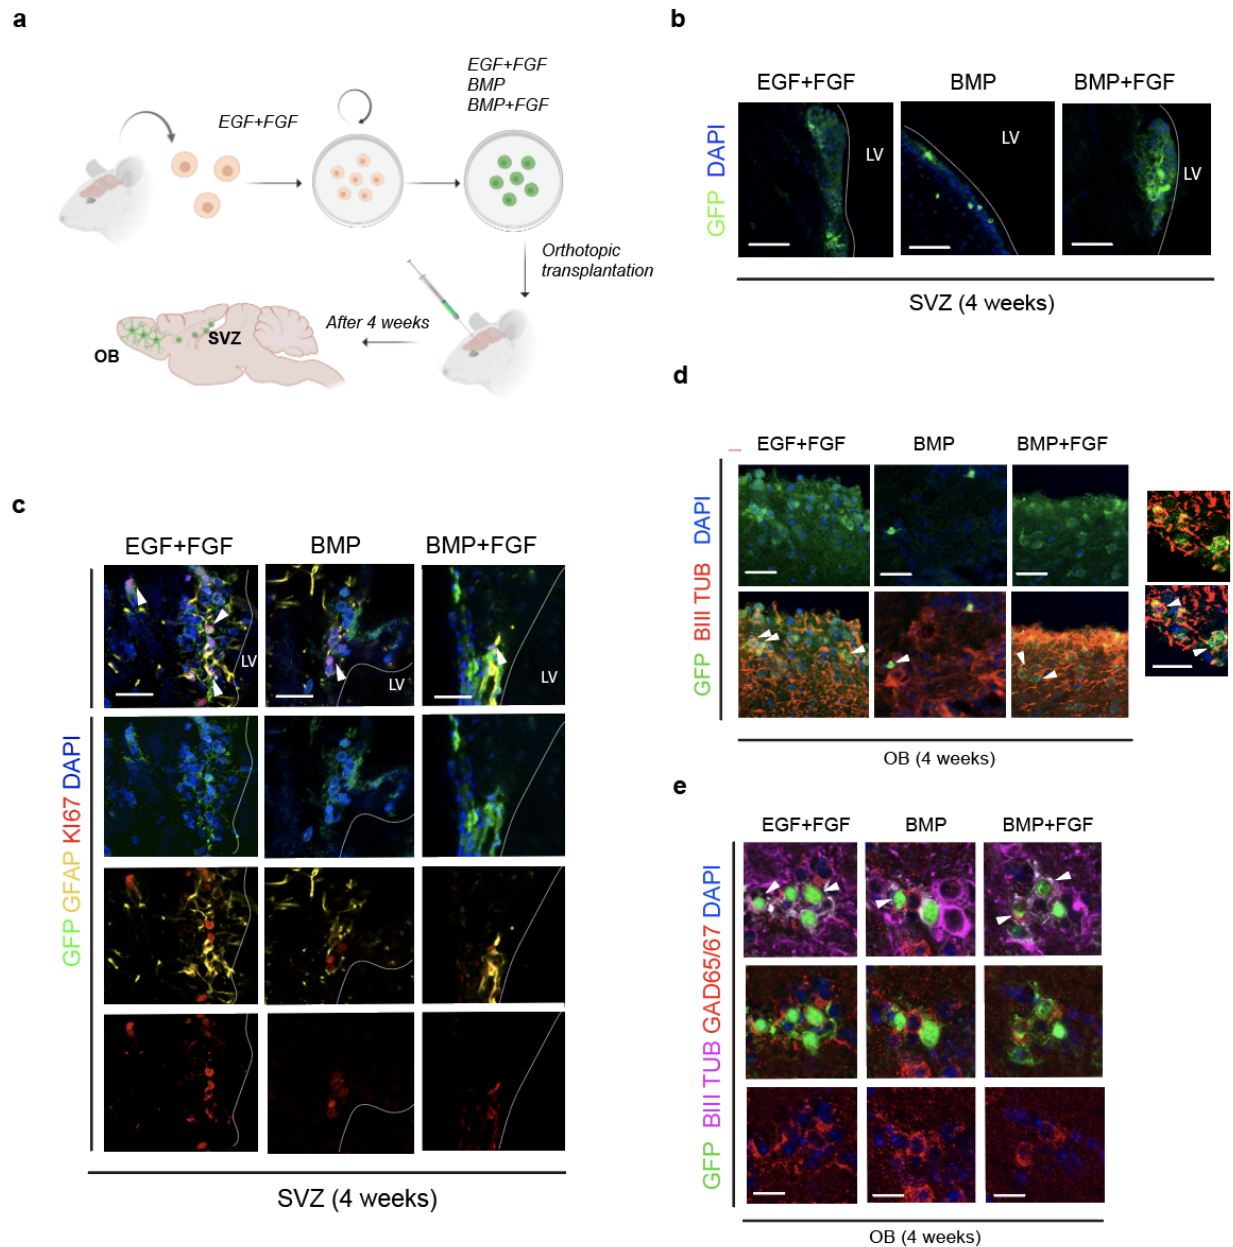 a
EGF+FGF
EGF+FGF
BMP
BMP+FGF
Orthotopic
transplantation
After 4 weeks
OB
SVZ
b
EGF+FGF
BMP
BMP+FGF
GFP DAPI
LV
LV
LV
SVZ (4 weeks)
c
EGF+FGF
BMP
BMP+FGF
GFP GFAP KI67 DAPI
LV
LV
LV
SVZ (4 weeks)
d
EGF+FGF
BMP
BMP+FGF
GFP BIII TUB DAPI
OB (4 weeks)
e
EGF+FGF
BMP
BMP+FGF
GFP BIII TUB GAD65/67 DAPI
OB (4 weeks)